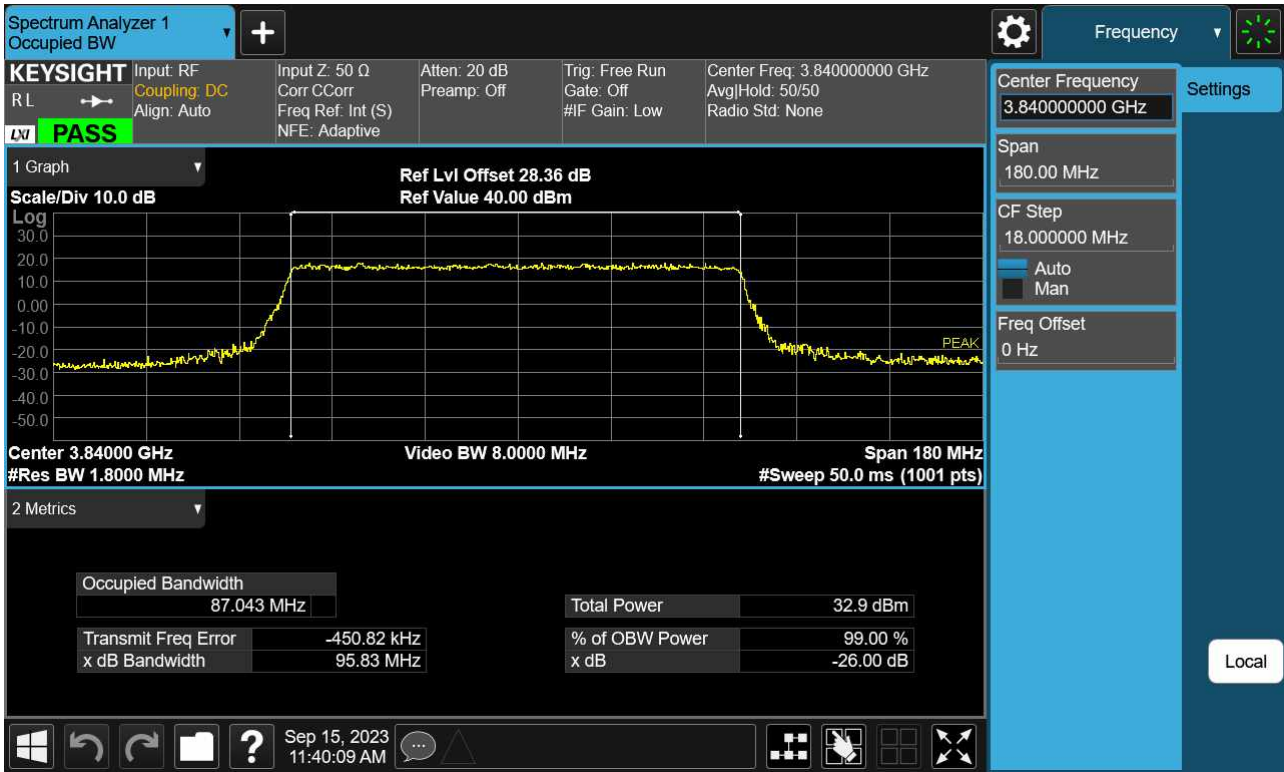 Spectrum Analyzer 1
Occupied BW
Frequency
KEYSIGHT
RL
LXI
PASS
Input: RF
Coupling: DC
Align: Auto
Input Z: 50 Ω
Corr CCorr
Freq Ref: Int (S)
NFE: Adaptive
Atten: 20 dB
Preamp: Off
Trig: Free Run
Gate: Off
#IF Gain: Low
Center Freq: 3.840000000 GHz
Avg|Hold: 50/50
Radio Std: None
Center Frequency
3.840000000 GHz
Settings
Span
180.00 MHz
CF Step
18.000000 MHz
Auto
Man
Freq Offset
0 Hz
1 Graph
Scale/Div 10.0 dB
Ref Lvl Offset 28.36 dB
Ref Value 40.00 dBm
Log
30.0
20.0
10.0
0.00
-10.0
-20.0
-30.0
-40.0
-50.0
PEAK
Center 3.84000 GHz
#Res BW 1.8000 MHz
Video BW 8.0000 MHz
Span 180 MHz
#Sweep 50.0 ms (1001 pts)
2 Metrics
Occupied Bandwidth
87.043 MHz
Total Power 32.9 dBm
Transmit Freq Error -450.82 kHz
% of OBW Power 99.00 %
x dB Bandwidth 95.83 MHz
x dB -26.00 dB
Local
?
Sep 15, 2023
11:40:09 AM